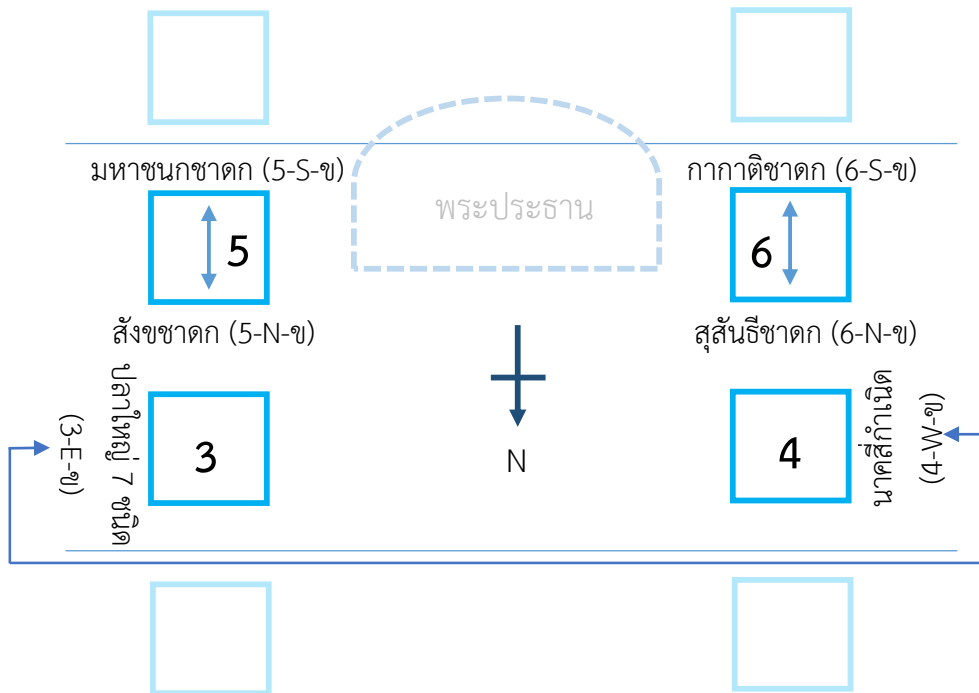 มหาชนกชาดก (5-S-ข)
กากาติชาดก (6-S-ข)
พระประธาน
5
6
สังขชาดก (5-N-ข)
สุสันธีชาดก (6-N-ข)
ปลาใหญ่ 7 ชนิด
(3-E-ข)
3
N
4
นาคสี่กำเนิด
(4-W-ข)